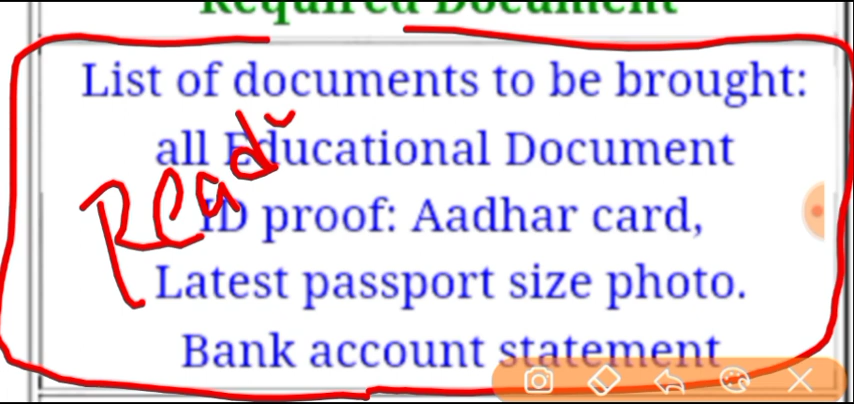 Required Document
List of documents to be brought:
all Educational Document
ID proof: Aadhar card,
Latest passport size photo.
Bank account statement
Read